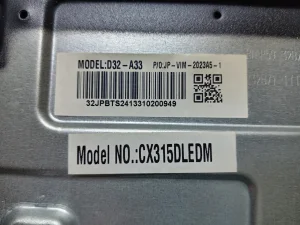 MODEL:D32-A33 P/O:JP-VIM-2023A5-1
32JPBTS2413310200949
Model NO.:CX315DLEDM